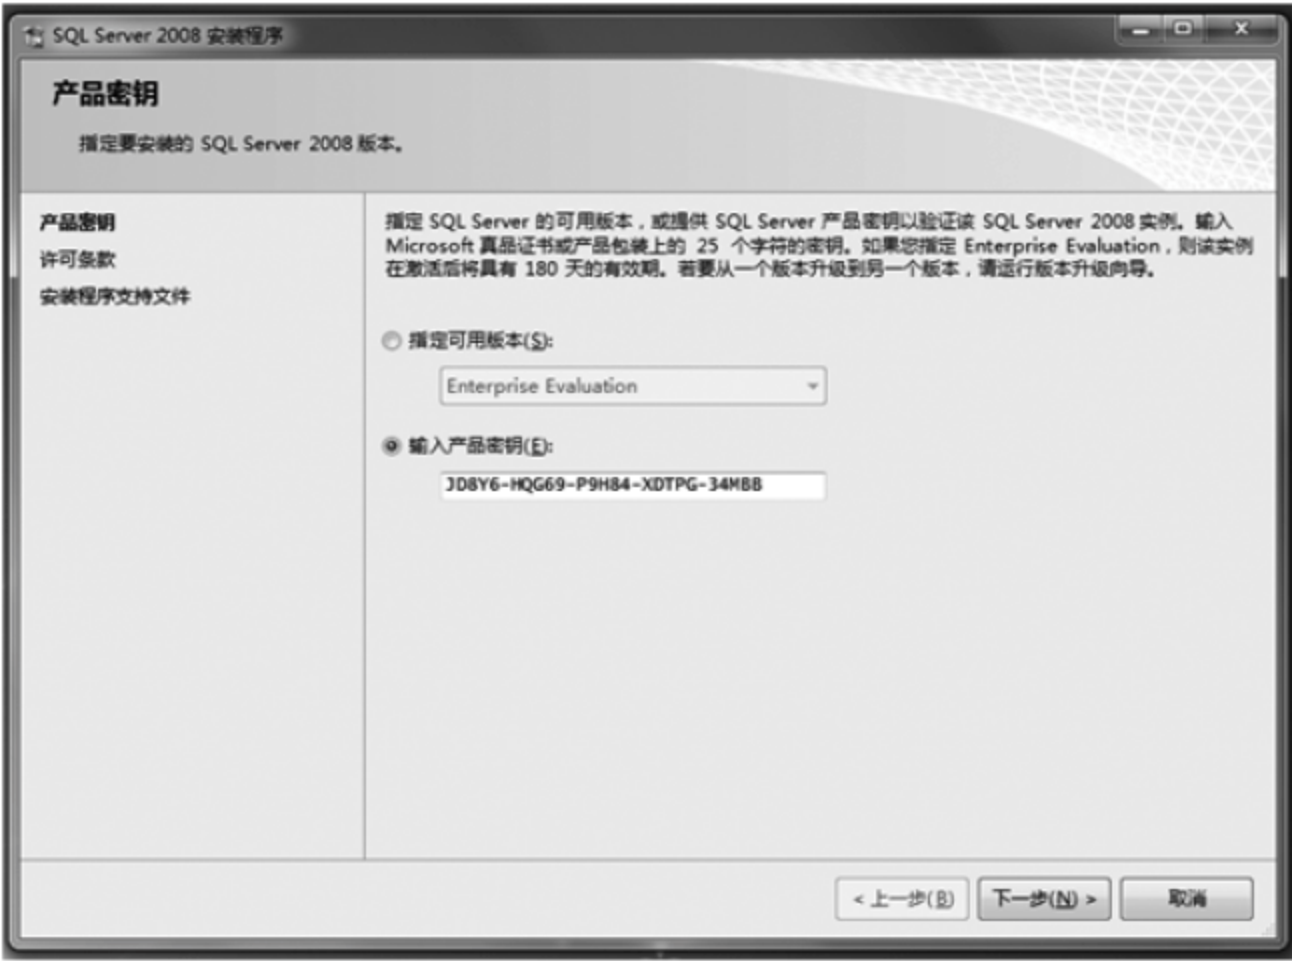 SQL Server 2008 安装程序
产品密钥
指定要安装的 SQL Server 2008 版本。
产品密钥
许可条款
安装程序支持文件
指定 SQL Server 的可用版本，或提供 SQL Server 产品密钥以验证该 SQL Server 2008 实例。输入
Microsoft 真品证书或产品包装上的 25 个字符的密钥。如果您指定 Enterprise Evaluation，则该实例
在激活后将具有 180 天的有效期。若要从一个版本升级到另一个版本，请运行版本升级向导。
指定可用版本(S):
Enterprise Evaluation
输入产品密钥(E):
JD8Y6-HQG69-P9H84-XDTPG-34MBB
< 上一步(B)
下一步(N) >
取消